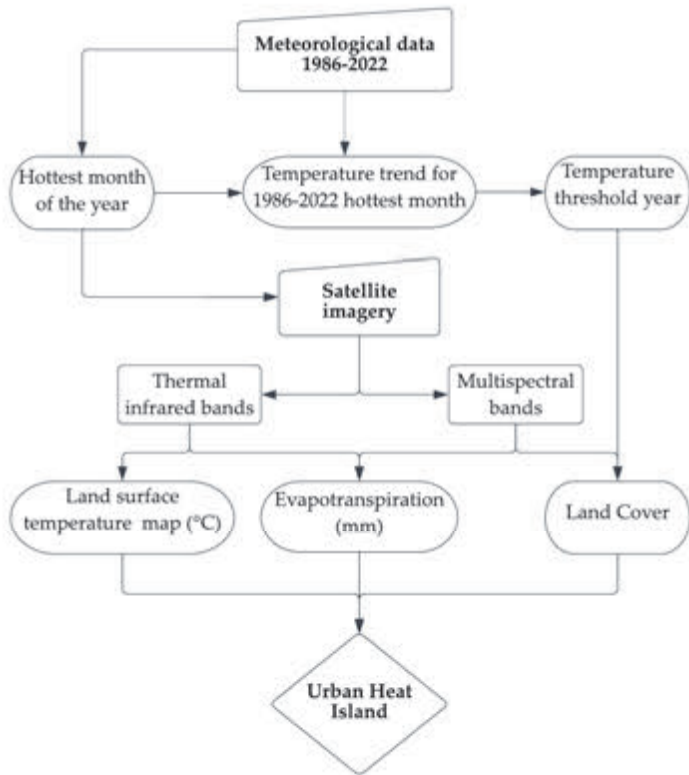 Meteorological data
1986-2022
Hottest month
of the year
Temperature trend for
1986-2022 hottest month
Temperature
threshold year
Satellite
imagery
Thermal
infrared bands
Multispectral
bands
Land surface
temperature map (°C)
Evapotranspiration
(mm)
Land Cover
Urban Heat
Island